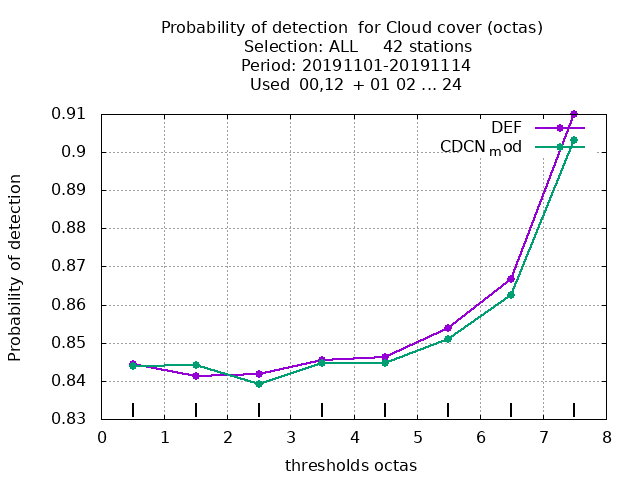 Probability of detection  for Cloud cover (octas)
Selection: ALL     42 stations
Period: 20191101-20191114
Used  00,12  + 01 02 ... 24
DEF
CDCNmod
0.91
0.9
0.89
0.88
0.87
0.86
0.85
0.84
0.83
Probability of detection
0 1 2 3 4 5 6 7 8
thresholds octas